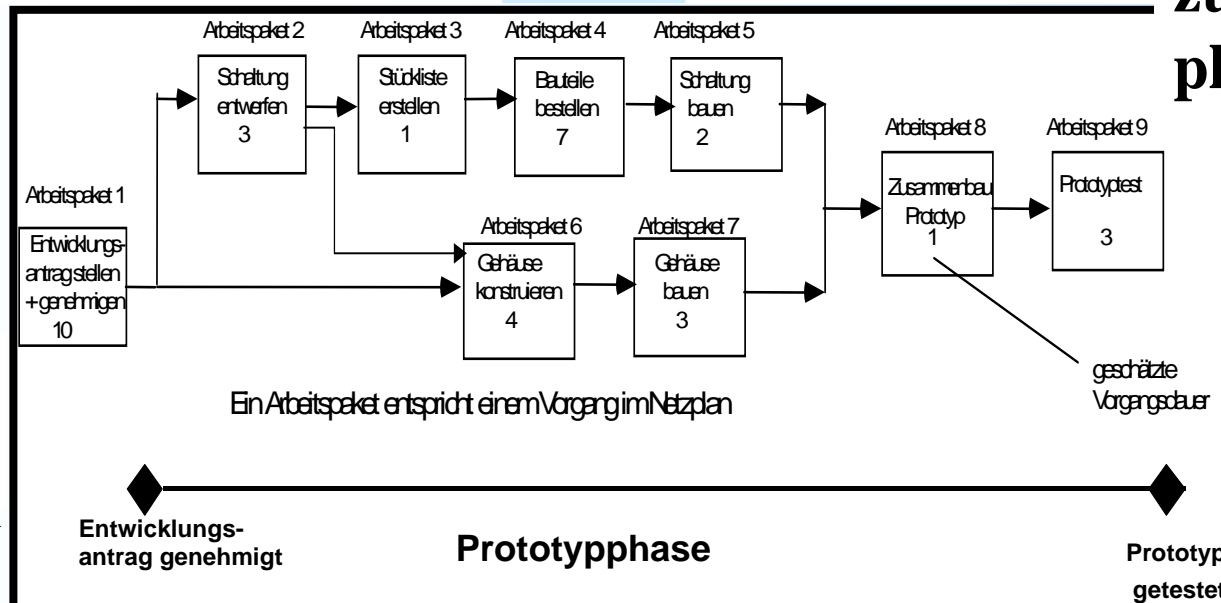 Arbeitspaket 2
Arbeitspaket 3
Arbeitspaket 4
Arbeitspaket 5
Schaltung
entwerfen
3
Stückliste
erstellen
1
Bauteile
bestellen
7
Schaltung
bauen
2
Arbeitspaket 8
Arbeitspaket 9
Zusammenbau
Prototyp
1
Prototyptest
3
Arbeitspaket 1
Entwicklungs-
antrag stellen
+ genehmigen
10
Arbeitspaket 6
Arbeitspaket 7
Gehäuse
konstruieren
4
Gehäuse
bauen
3
geschätzte
Vorgangsdauer
Ein Arbeitspaket entspricht einem Vorgang im Netzplan
Entwicklungs-
antrag genehmigt
Prototypphase
Prototyp
getestet